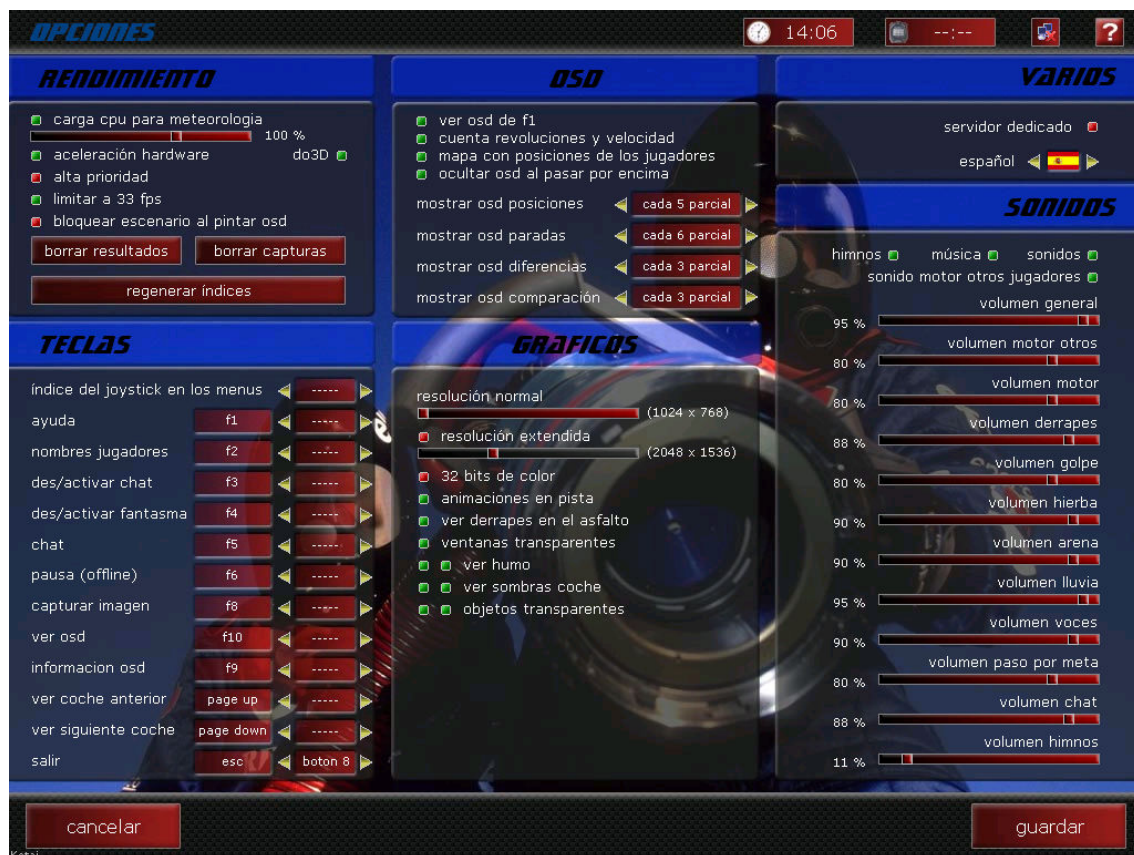 OPCIONES
14:06
--:--
?
RENDIMIENTO
carga cpu para meteorologia
100 %
aceleración hardware do3D
alta prioridad
limitar a 33 fps
bloquear escenario al pintar osd
borrar resultados borrar capturas
regenerar índices
OSD
ver osd de f1
cuenta revoluciones y velocidad
mapa con posiciones de los jugadores
ocultar osd al pasar por encima
mostrar osd posiciones cada 5 parcial
mostrar osd paradas cada 6 parcial
mostrar osd diferencias cada 3 parcial
mostrar osd comparación cada 3 parcial
VARIOS
servidor dedicado
español
SONIDOS
himnos música sonidos
sonido motor otros jugadores
volumen general
95 %
volumen motor otros
80 %
volumen motor
80 %
volumen derrapes
88 %
volumen golpe
80 %
volumen hierba
90 %
volumen arena
90 %
volumen lluvia
95 %
volumen voces
90 %
volumen paso por meta
80 %
volumen chat
88 %
volumen himnos
11 %
TECLAS
índice del joystick en los menus -----
ayuda f1 -----
nombres jugadores f2 -----
des/activar chat f3 -----
des/activar fantasma f4 -----
chat f5 -----
pausa (offline) f6 -----
capturar imagen f8 -----
ver osd f10 -----
informacion osd f9 -----
ver coche anterior page up -----
ver siguiente coche page down -----
salir esc boton 8
GRAFICOS
resolución normal
(1024 x 768)
resolución extendida
(2048 x 1536)
32 bits de color
animaciones en pista
ver derrapes en el asfalto
ventanas transparentes
ver humo
ver sombras coche
objetos transparentes
cancelar
guardar